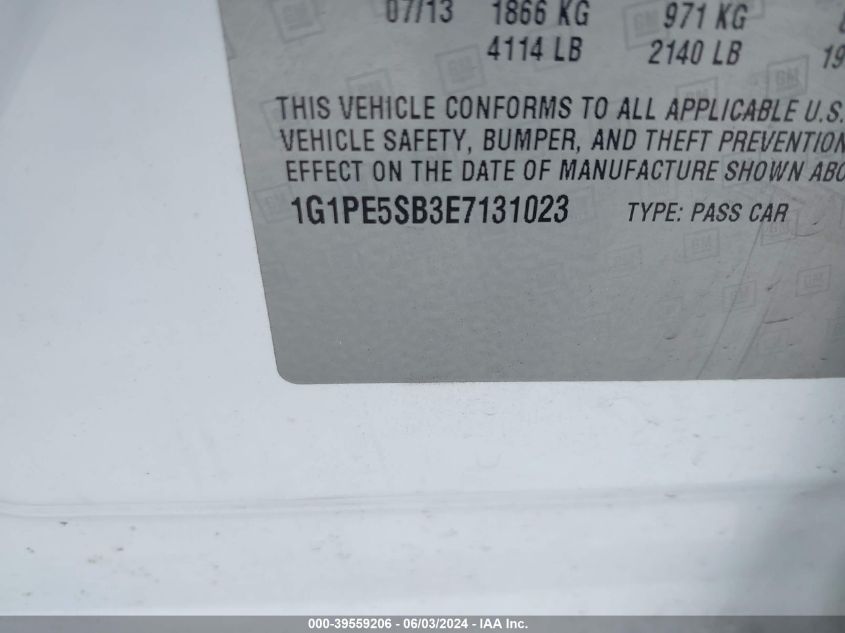 07/13 1866 KG 971 KG
4114 LB 2140 LB 19
THIS VEHICLE CONFORMS TO ALL APPLICABLE U.S.
VEHICLE SAFETY, BUMPER, AND THEFT PREVENTION
EFFECT ON THE DATE OF MANUFACTURE SHOWN ABO
1G1PE5SB3E7131023 TYPE: PASS CAR
000-39559206 - 06/03/2024 - IAA Inc.